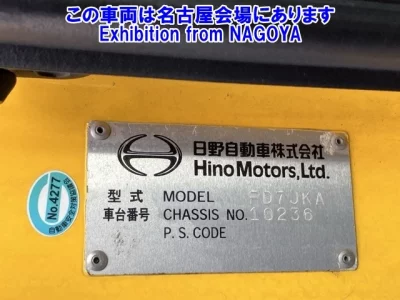 この車両は名古屋会場にあります
Exhibition from NAGOYA
日野自動車株式会社
Hino Motors, Ltd.
型式 MODEL FD7JKA
車台番号 CHASSIS NO. 10236
P. S. CODE
No.4277